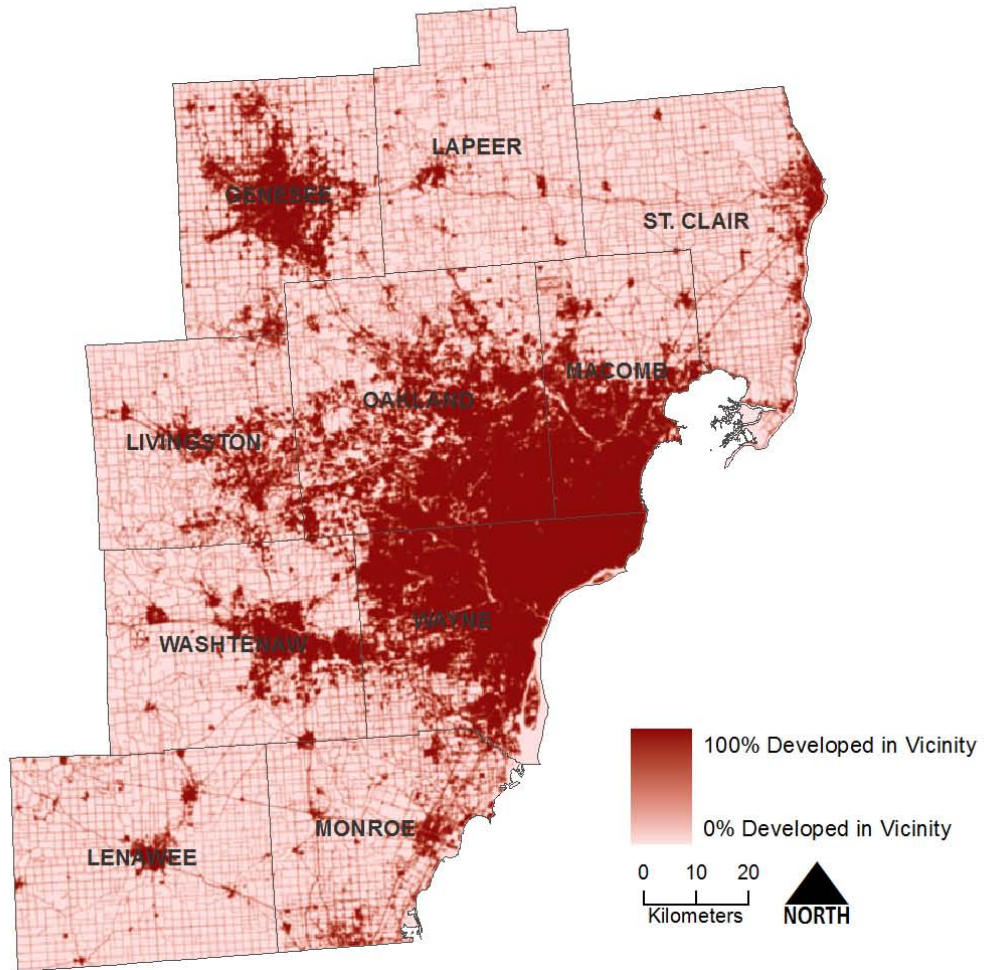 LAPEER
GENESEE
ST. CLAIR
MACOMB
OAKLAND
LIVINGSTON
WAYNE
WASHTENAW
MONROE
LENAWEE
100% Developed in Vicinity
0% Developed in Vicinity
0 10 20
Kilometers
NORTH